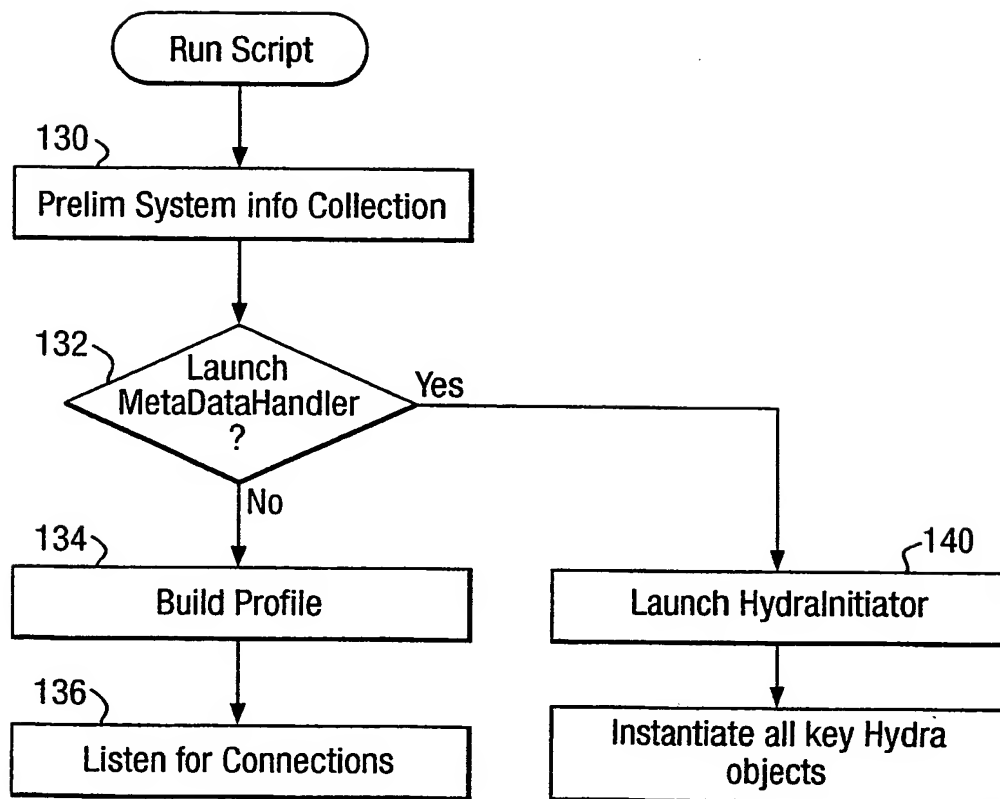 Run Script
130
Prelim System info Collection
132
Launch
MetaDataHandler
?
Yes
No
134
Build Profile
140
Launch HydraInitiator
136
Listen for Connections
Instantiate all key Hydra
objects